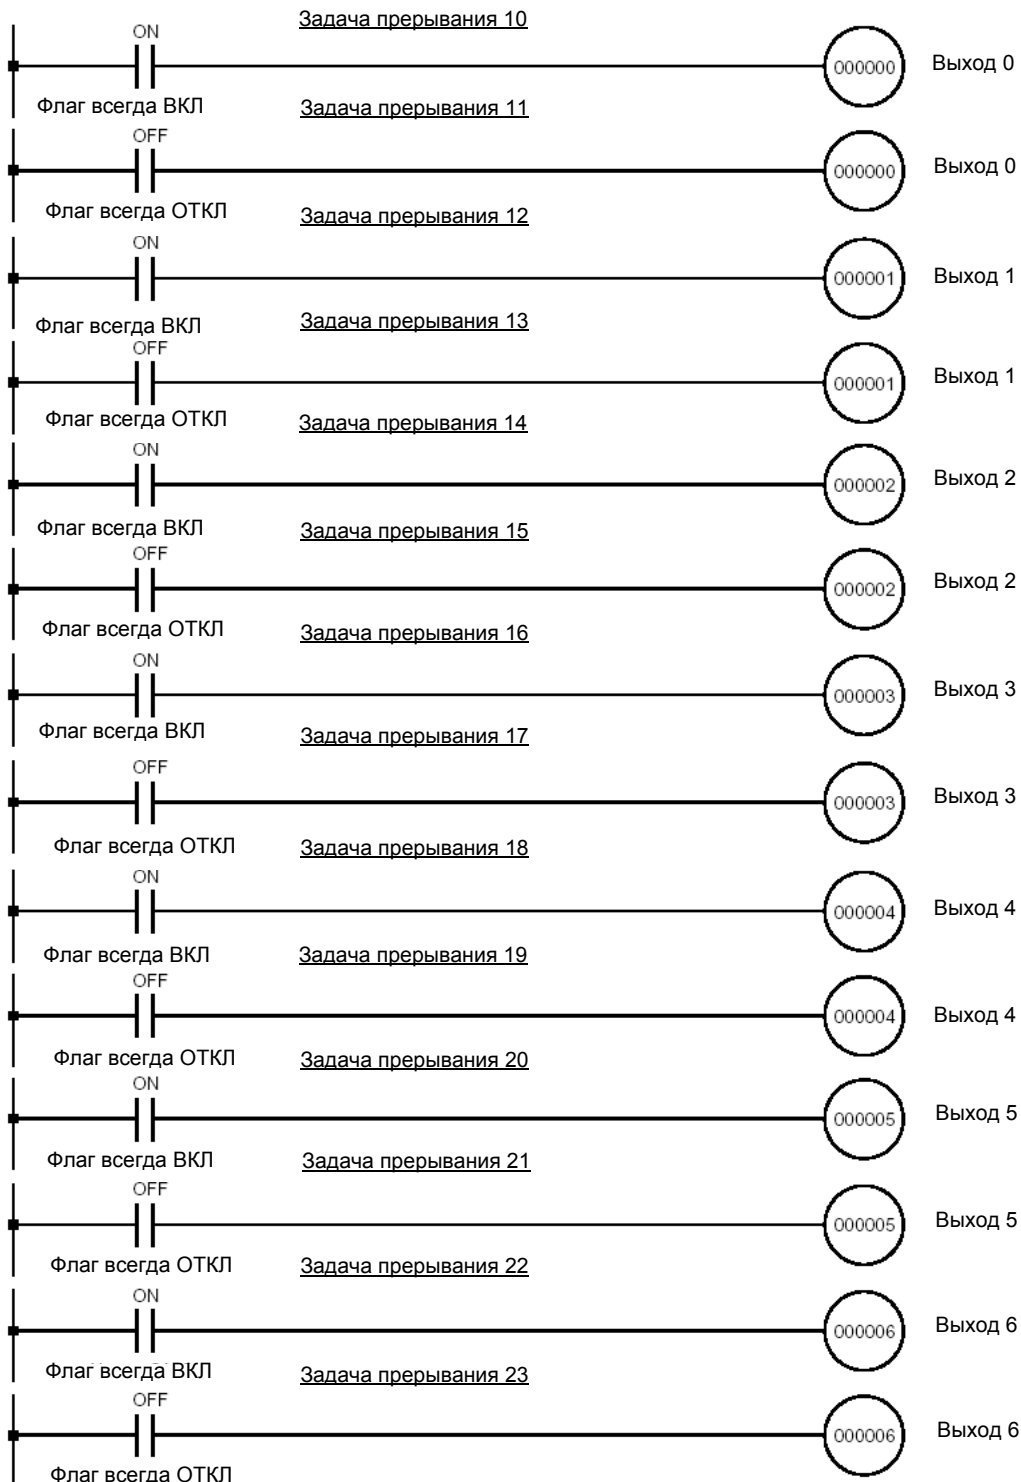 Задача прерывания 10
ON
000000
Выход 0
Флаг всегда ВКЛ
Задача прерывания 11
OFF
000000
Выход 0
Флаг всегда ОТКЛ
Задача прерывания 12
ON
000001
Выход 1
Флаг всегда ВКЛ
Задача прерывания 13
OFF
000001
Выход 1
Флаг всегда ОТКЛ
Задача прерывания 14
ON
000002
Выход 2
Флаг всегда ВКЛ
Задача прерывания 15
OFF
000002
Выход 2
Флаг всегда ОТКЛ
Задача прерывания 16
ON
000003
Выход 3
Флаг всегда ВКЛ
Задача прерывания 17
OFF
000003
Выход 3
Флаг всегда ОТКЛ
Задача прерывания 18
ON
000004
Выход 4
Флаг всегда ВКЛ
Задача прерывания 19
OFF
000004
Выход 4
Флаг всегда ОТКЛ
Задача прерывания 20
ON
000005
Выход 5
Флаг всегда ВКЛ
Задача прерывания 21
OFF
000005
Выход 5
Флаг всегда ОТКЛ
Задача прерывания 22
ON
000006
Выход 6
Флаг всегда ВКЛ
Задача прерывания 23
OFF
000006
Выход 6
Флаг всегда ОТКЛ